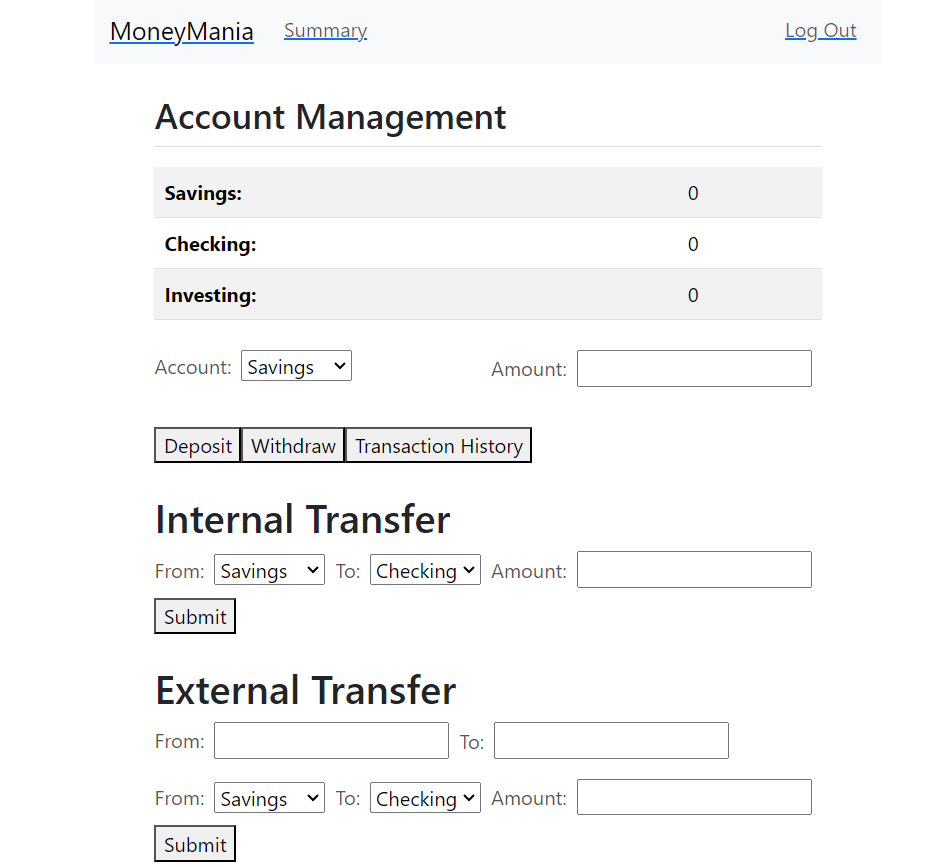 MoneyMania Summary Log Out
Account Management
Savings: 0
Checking: 0
Investing: 0
Account: Savings Amount:
Deposit Withdraw Transaction History
Internal Transfer
From: Savings To: Checking Amount:
Submit
External Transfer
From: To:
From: Savings To: Checking Amount:
Submit